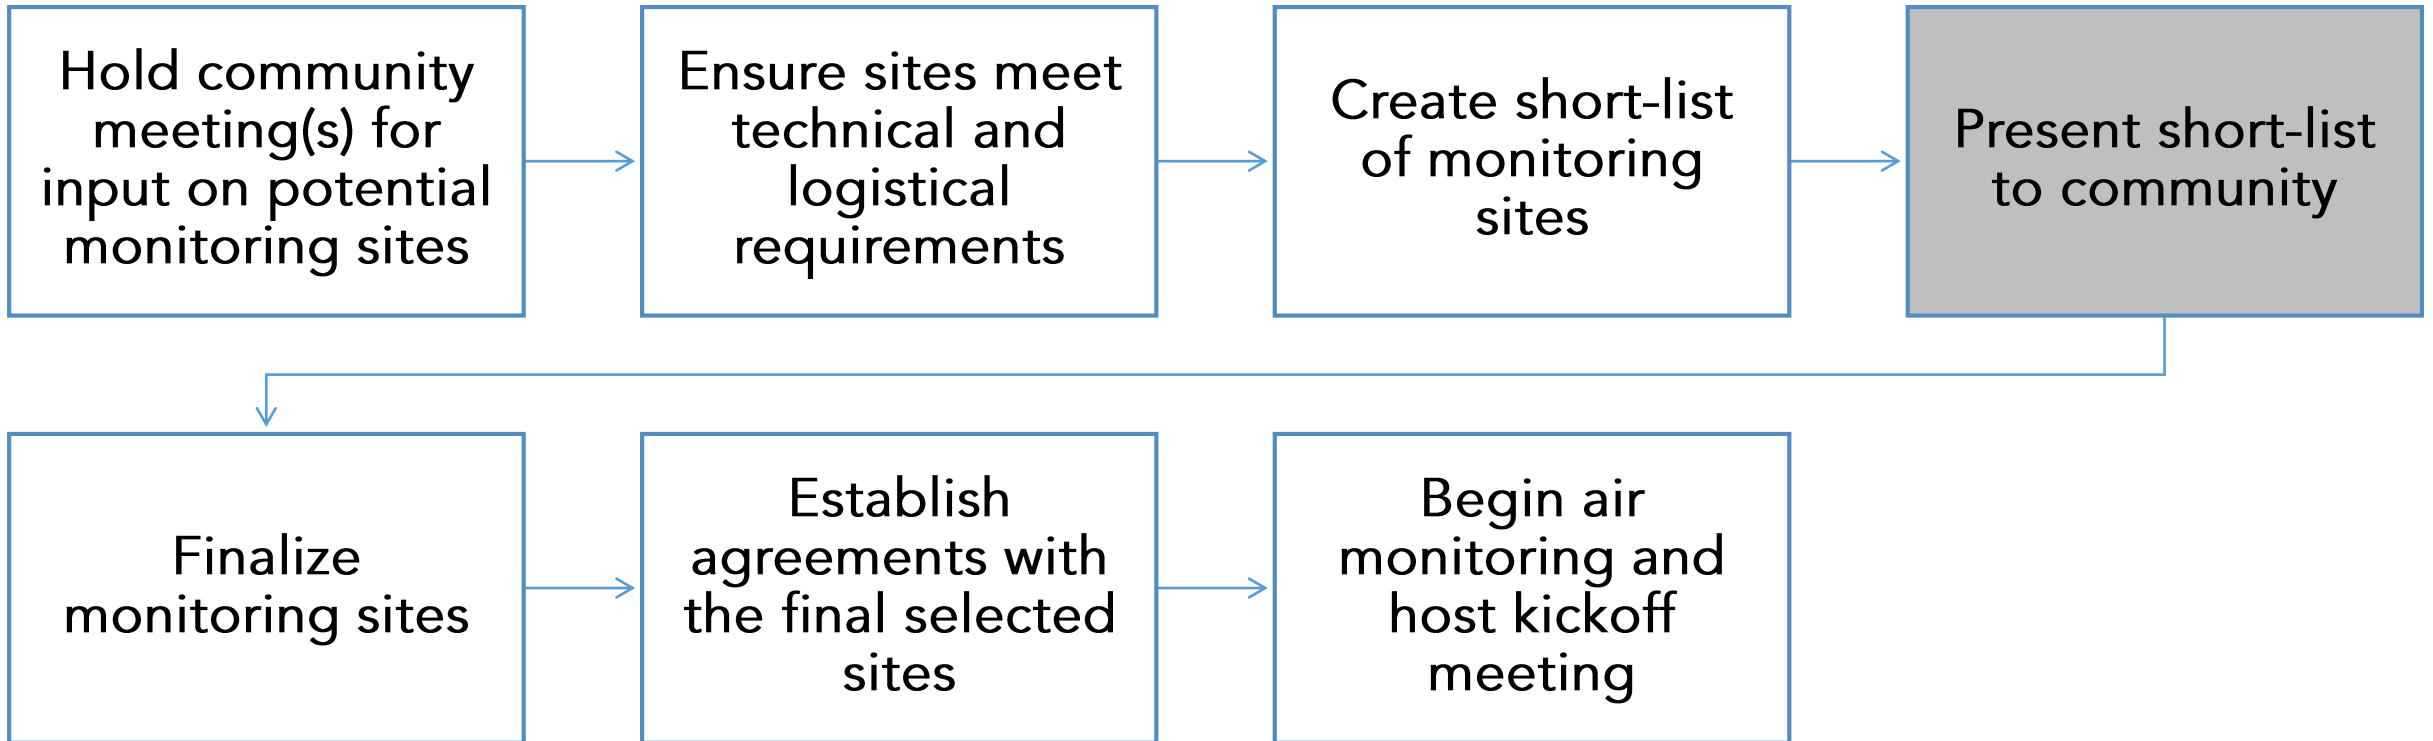 Hold community
meeting(s) for
input on potential
monitoring sites
Ensure sites meet
technical and
logistical
requirements
Create short-list
of monitoring
sites
Present short-list
to community
Finalize
monitoring sites
Establish
agreements with
the final selected
sites
Begin air
monitoring and
host kickoff
meeting